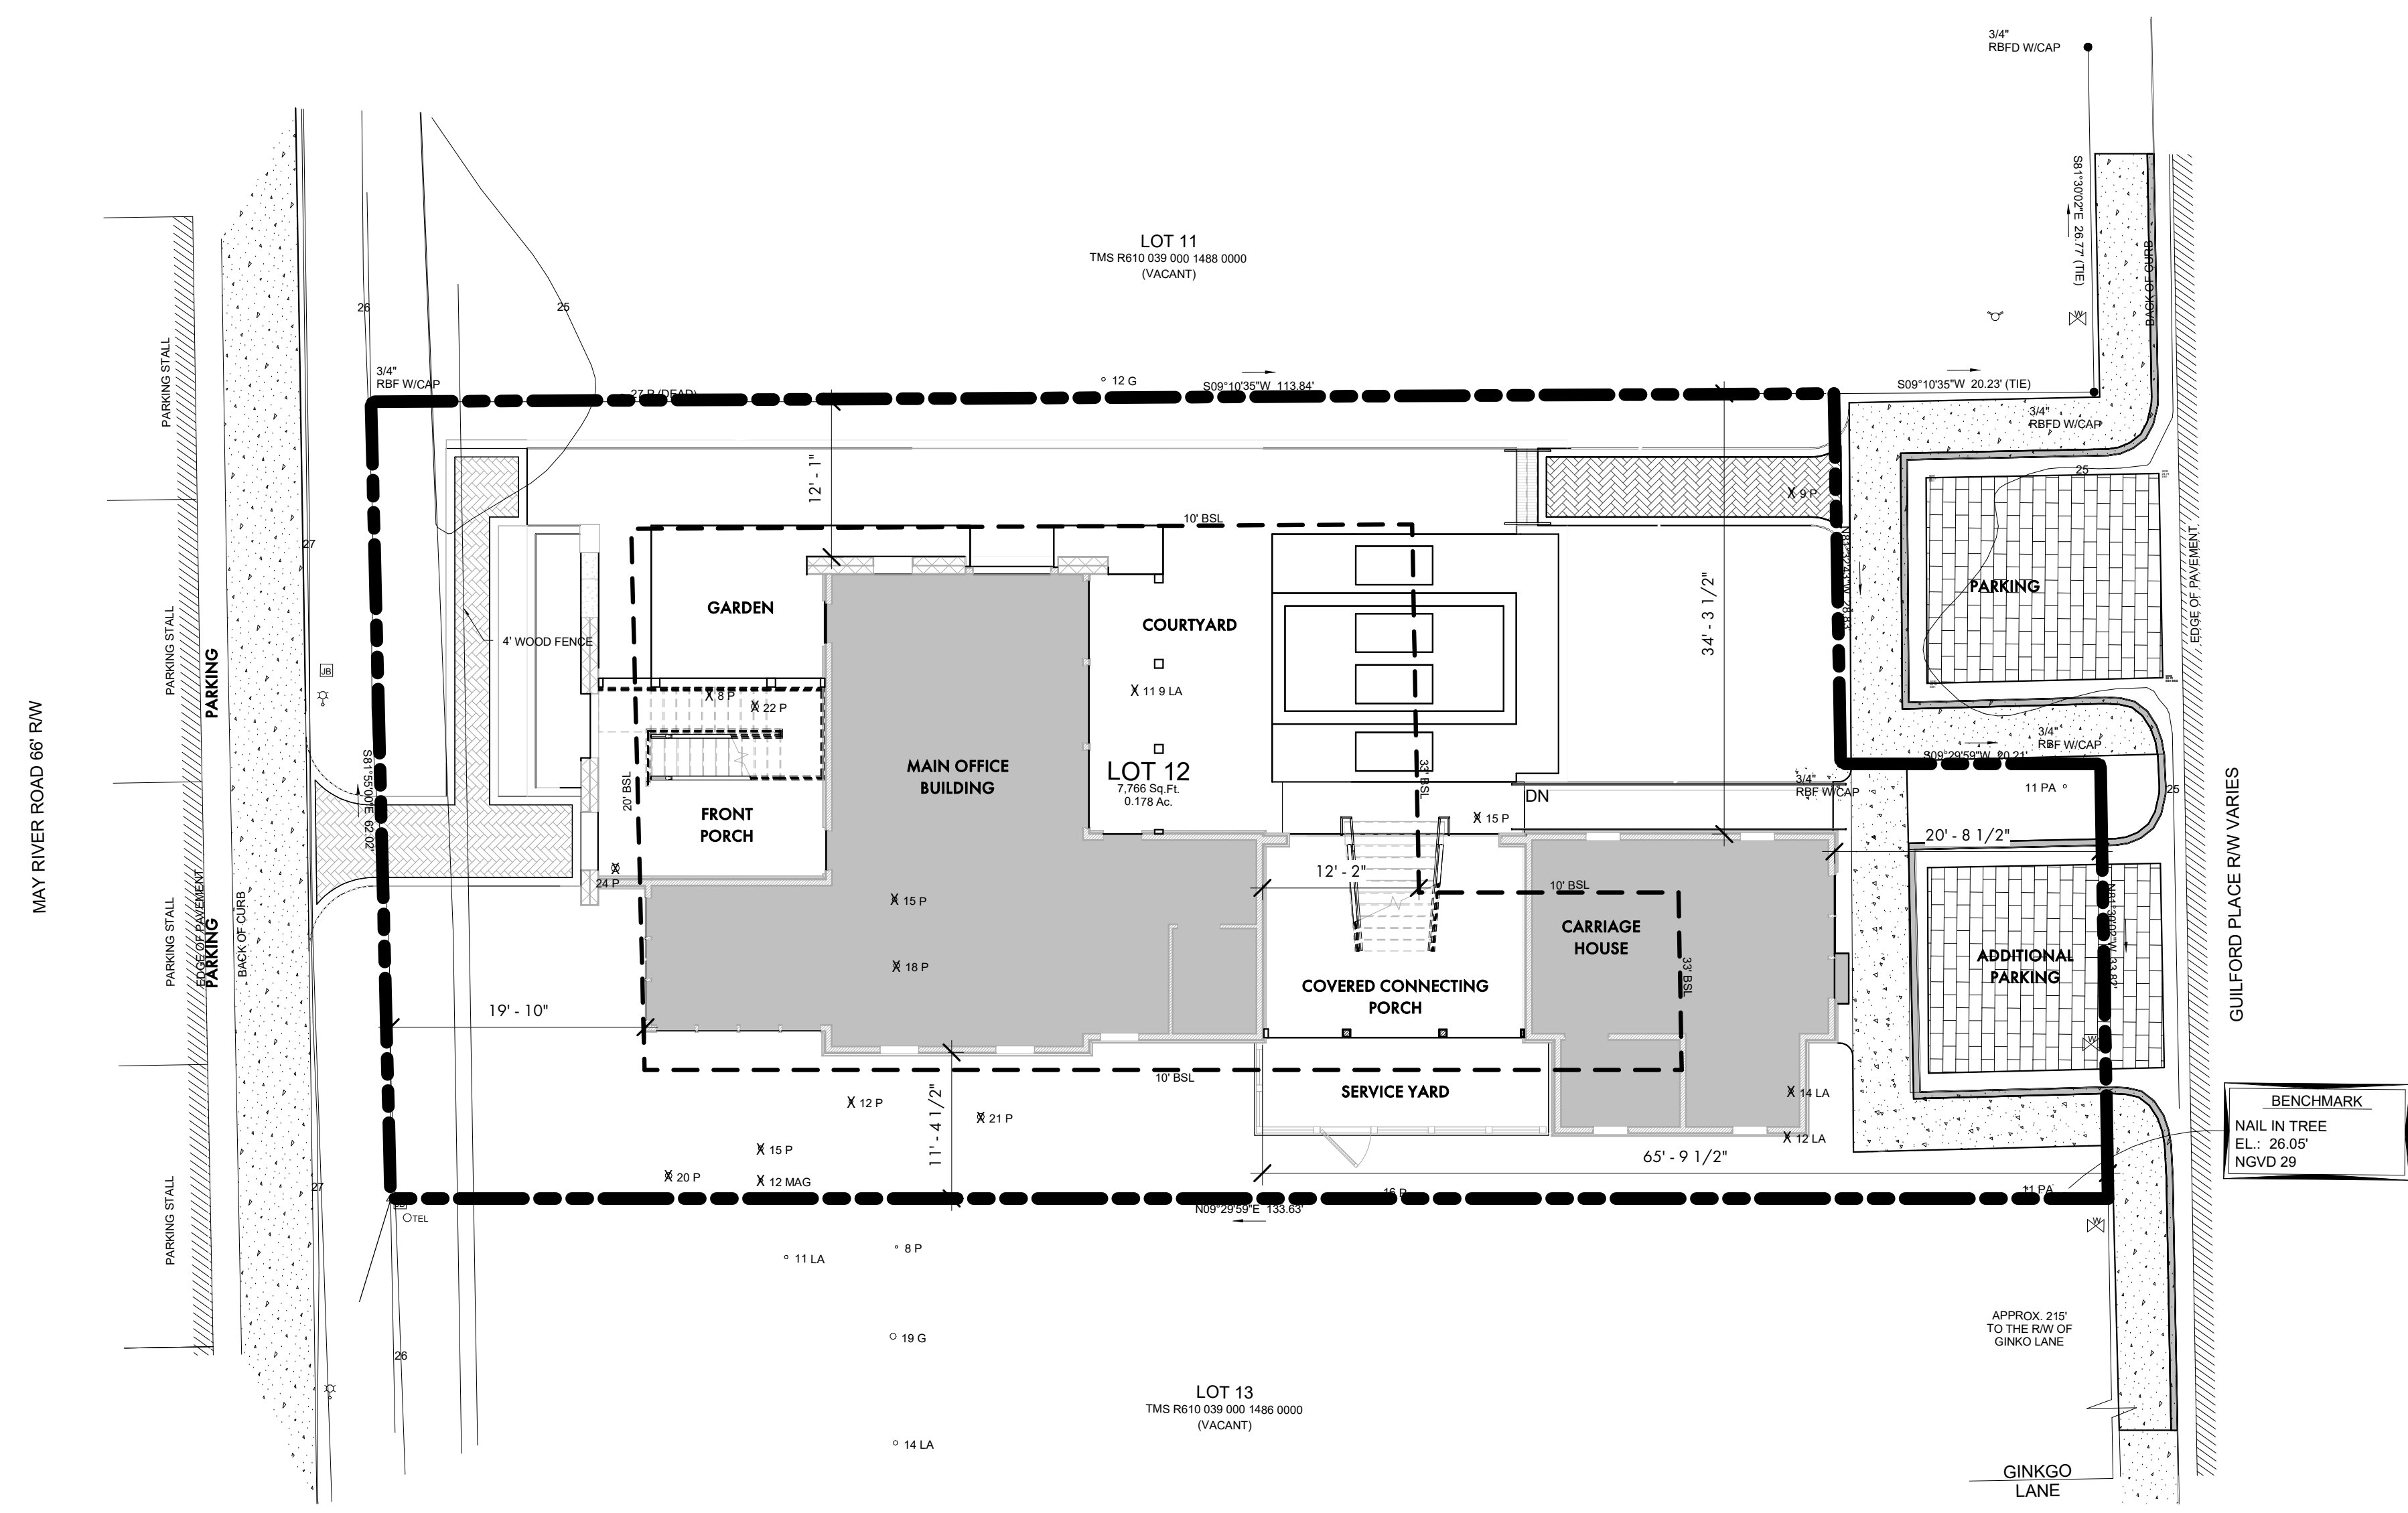 3/4"
RBFD W/CAP
S81°30'02"E 26.77' (TIE)
BACK OF CURB
LOT 11
TMS R610 039 000 1488 0000
(VACANT)
26
25
PARKING STALL
3/4"
RBF W/CAP
27 P (DEAD)
12 G
S09°10'35"W 113.84'
S09°10'35"W 20.23' (TIE)
3/4"
RBFD W/CAP
W
25
12' - 1"
9 P
10' BSL
27
EDGE OF PAVEMENT
PARKING
GARDEN
COURTYARD
34' - 3 1/2"
4' WOOD FENCE
PARKING STALL
PARKING
JB
8 P
22 P
11 9 LA
MAY RIVER ROAD 66' R/W
S81°55'00"E 62.02'
20' BSL
MAIN OFFICE
BUILDING
LOT 12
7,766 Sq.Ft.
0.178 Ac.
33' BSL
DN
3/4"
RBF W/CAP
3/4"
RBF W/CAP
S09°29'59"W 20.21'
11 PA
25
GUILFORD PLACE R/W VARIES
FRONT
PORCH
15 P
20' - 8 1/2"
24 P
12' - 2"
10' BSL
15 P
CARRIAGE
HOUSE
PARKING STALL
EDGE OF PAVEMENT
PARKING
BACK OF CURB
18 P
33' BSL
ADDITIONAL
PARKING
COVERED CONNECTING
PORCH
19' - 10"
W
10' BSL
SERVICE YARD
14 LA
12 P
21 P
11' - 4 1/2"
12 LA
BENCHMARK
NAIL IN TREE
EL.: 26.05'
NGVD 29
15 P
65' - 9 1/2"
20 P
12 MAG
PARKING STALL
27
16 P
11 PA
TEL
N09°29'59"E 133.63'
W
8 P
11 LA
19 G
26
APPROX. 215'
TO THE R/W OF
GINKO LANE
LOT 13
TMS R610 039 000 1486 0000
(VACANT)
14 LA
GINKGO
LANE